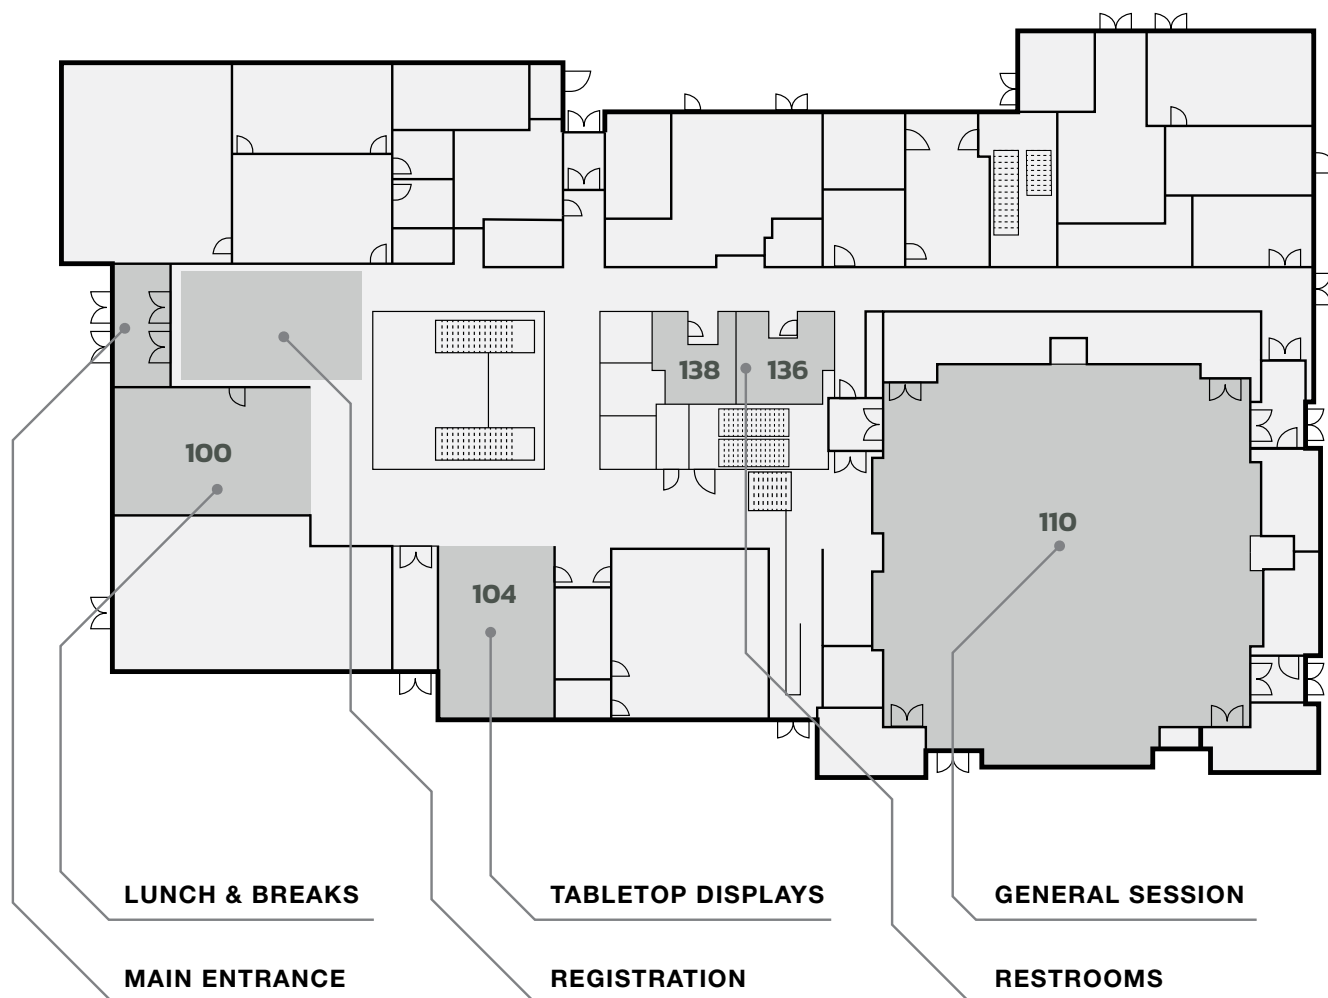 138
136
100
110
104
LUNCH & BREAKS
TABLETOP DISPLAYS
GENERAL SESSION
MAIN ENTRANCE
REGISTRATION
RESTROOMS